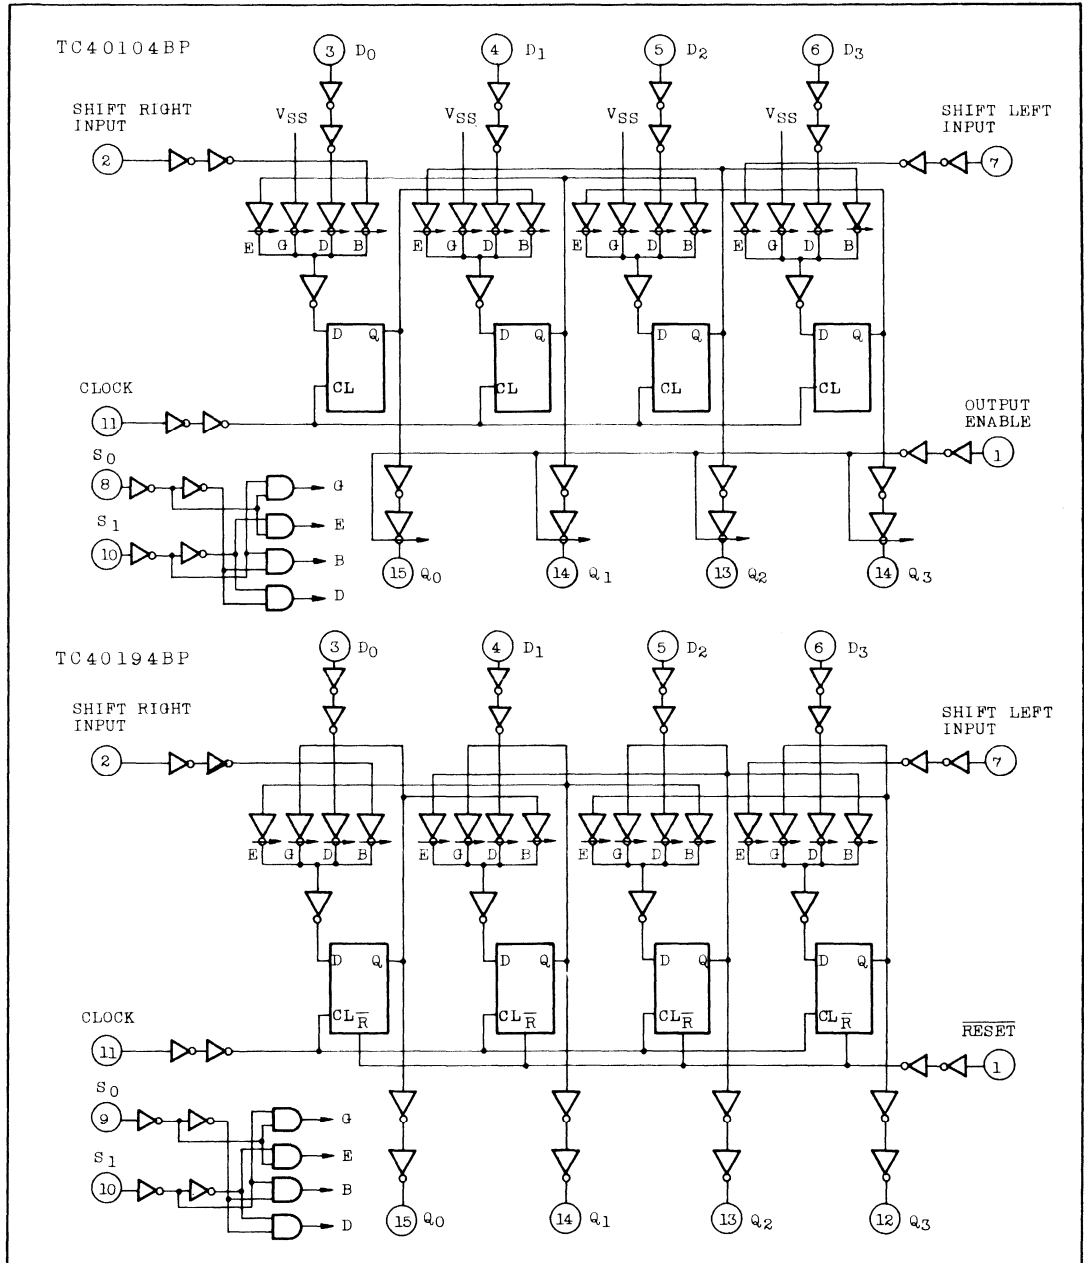 TC40104BP
3 D0 4 D1 5 D2 6 D3
SHIFT RIGHT
INPUT
2
VSS VSS VSS VSS
SHIFT LEFT
INPUT
7
E G D B E G D B E G D B E G D B
D Q D Q D Q D Q
CL CL CL CL
CLOCK
11
OUTPUT
ENABLE
1
S0
8
S1
10
G
E
B
D
15 Q0 14 Q1 13 Q2 14 Q3
TC40194BP
3 D0 4 D1 5 D2 6 D3
SHIFT RIGHT
INPUT
2
SHIFT LEFT
INPUT
7
E G D B E G D B E G D B E G D B
D Q D Q D Q D Q
CL R̅ CL R̅ CL R̅ CL R̅
CLOCK
11
R̅E̅S̅E̅T̅
1
S0
9
S1
10
G
E
B
D
15 Q0 14 Q1 13 Q2 12 Q3